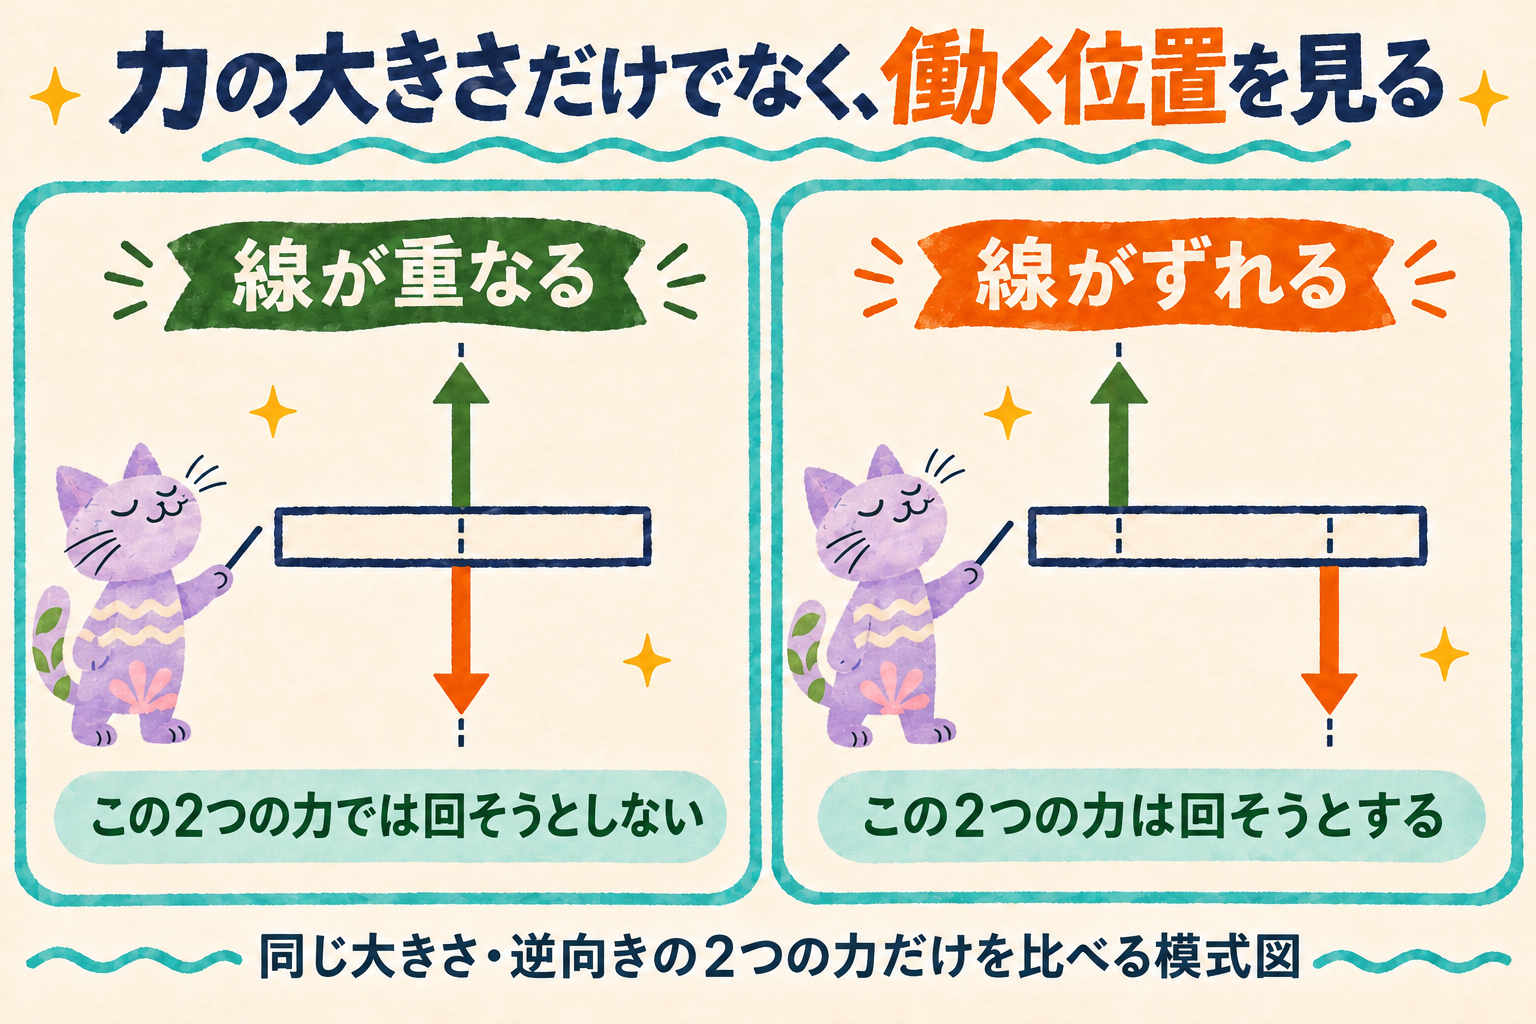 力の大きさだけでなく、働く位置を見る
線が重なる
この2つの力では回そうとしない
線がずれる
この2つの力は回そうとする
同じ大きさ・逆向きの2つの力だけを比べる模式図